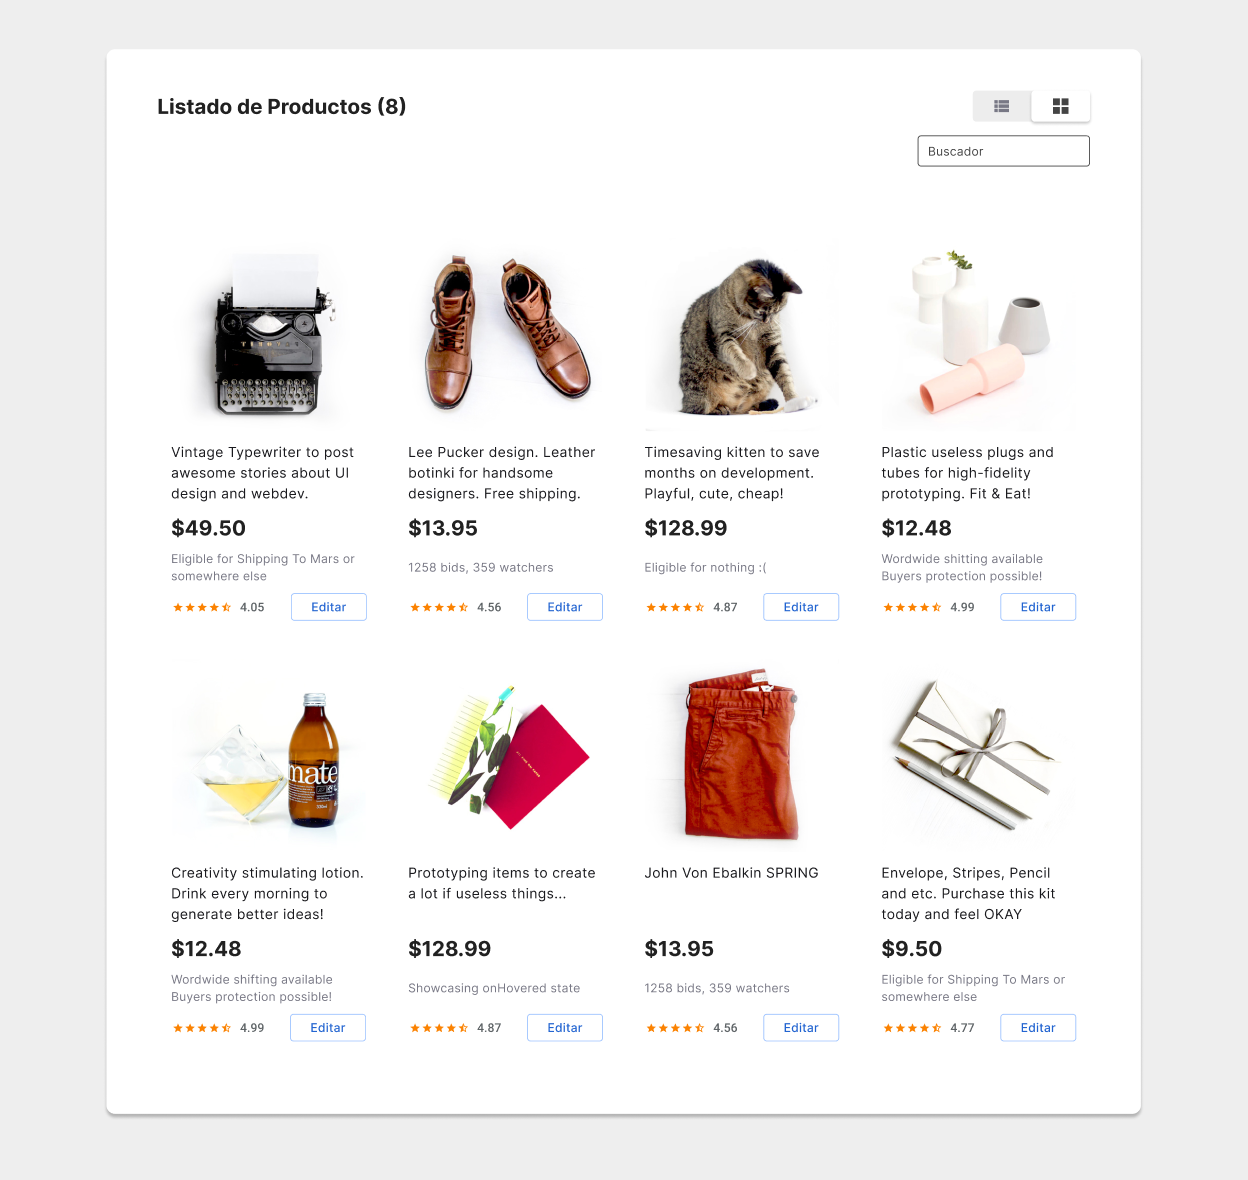 Listado de Productos (8)
Buscador
Vintage Typewriter to post
awesome stories about UI
design and webdev.
$49.50
Eligible for Shipping To Mars or
somewhere else
4.05
Editar
Lee Pucker design. Leather
botinki for handsome
designers. Free shipping.
$13.95
1258 bids, 359 watchers
4.56
Editar
Timesaving kitten to save
months on development.
Playful, cute, cheap!
$128.99
Eligible for nothing :(
4.87
Editar
Plastic useless plugs and
tubes for high-fidelity
prototyping. Fit & Eat!
$12.48
Wordwide shitting available
Buyers protection possible!
4.99
Editar
mate
Creativity stimulating lotion.
Drink every morning to
generate better ideas!
$12.48
Wordwide shifting available
Buyers protection possible!
4.99
Editar
Prototyping items to create
a lot if useless things...
$128.99
Showcasing onHovered state
4.87
Editar
John Von Ebalkin SPRING
$13.95
1258 bids, 359 watchers
4.56
Editar
Envelope, Stripes, Pencil
and etc. Purchase this kit
today and feel OKAY
$9.50
Eligible for Shipping To Mars or
somewhere else
4.77
Editar